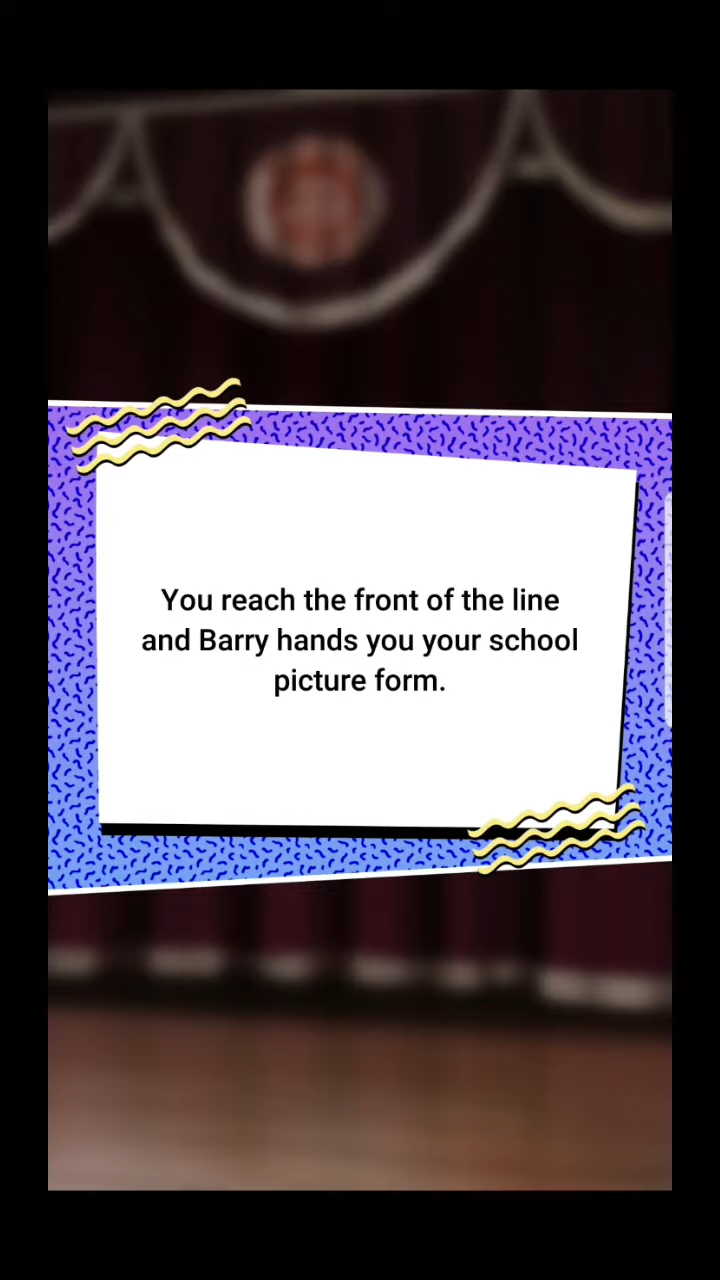 You reach the front of the line
and Barry hands you your school
picture form.